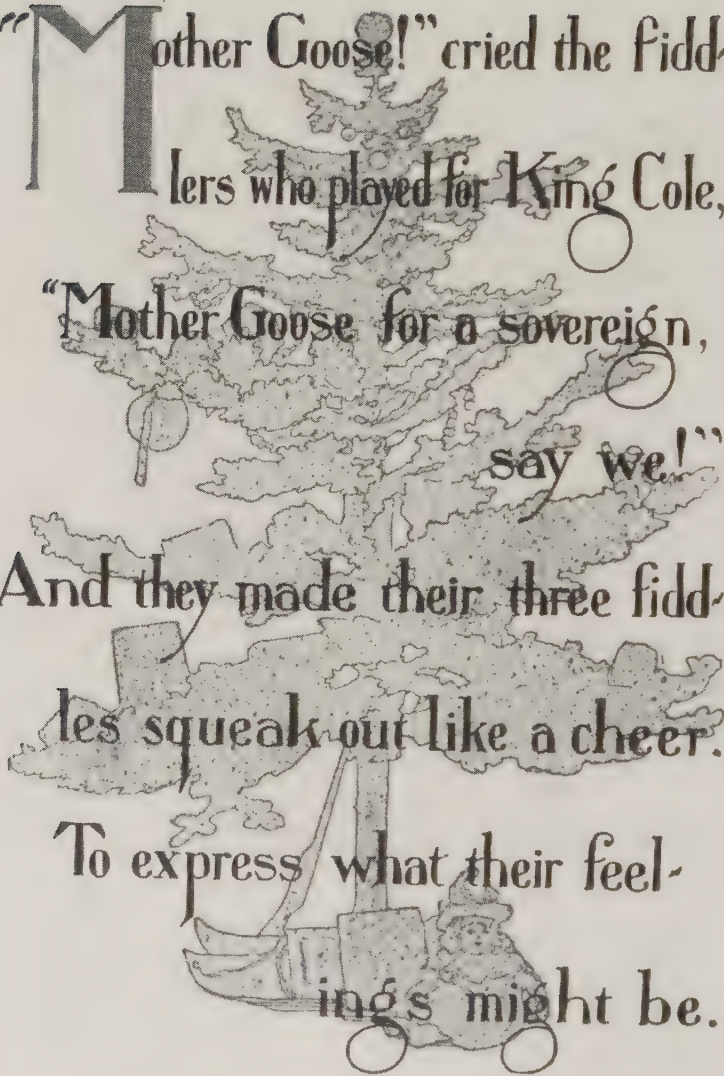 "Mother Goose!" cried the fidd-
lers who played for King Cole,
"Mother Goose for a sovereign,
say we!"
And they made their three fidd-
les squeak out like a cheer.
To express what their feel-
ings might be.